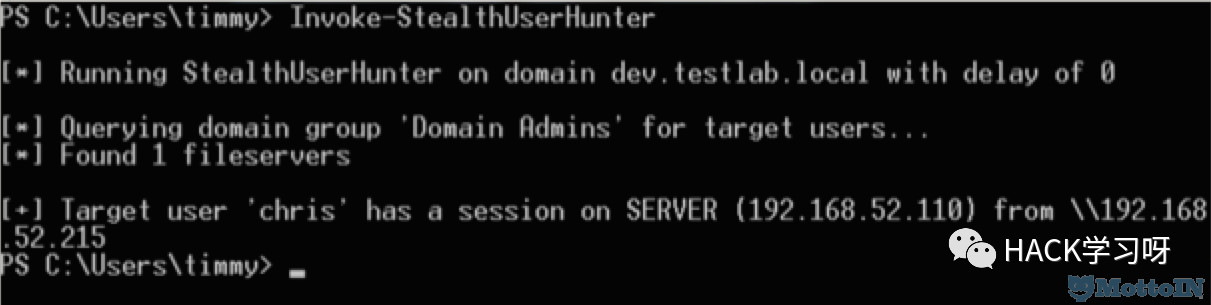 PS C:\Users\timmy> Invoke-StealthUserHunter
[*] Running StealthUserHunter on domain dev.testlab.local with delay of 0
[*] Querying domain group 'Domain Admins' for target users...
[*] Found 1 fileservers
[+] Target user 'chris' has a session on SERVER (192.168.52.110) from \\192.168
.52.215
PS C:\Users\timmy> _
HACK学习呀
MottoIN